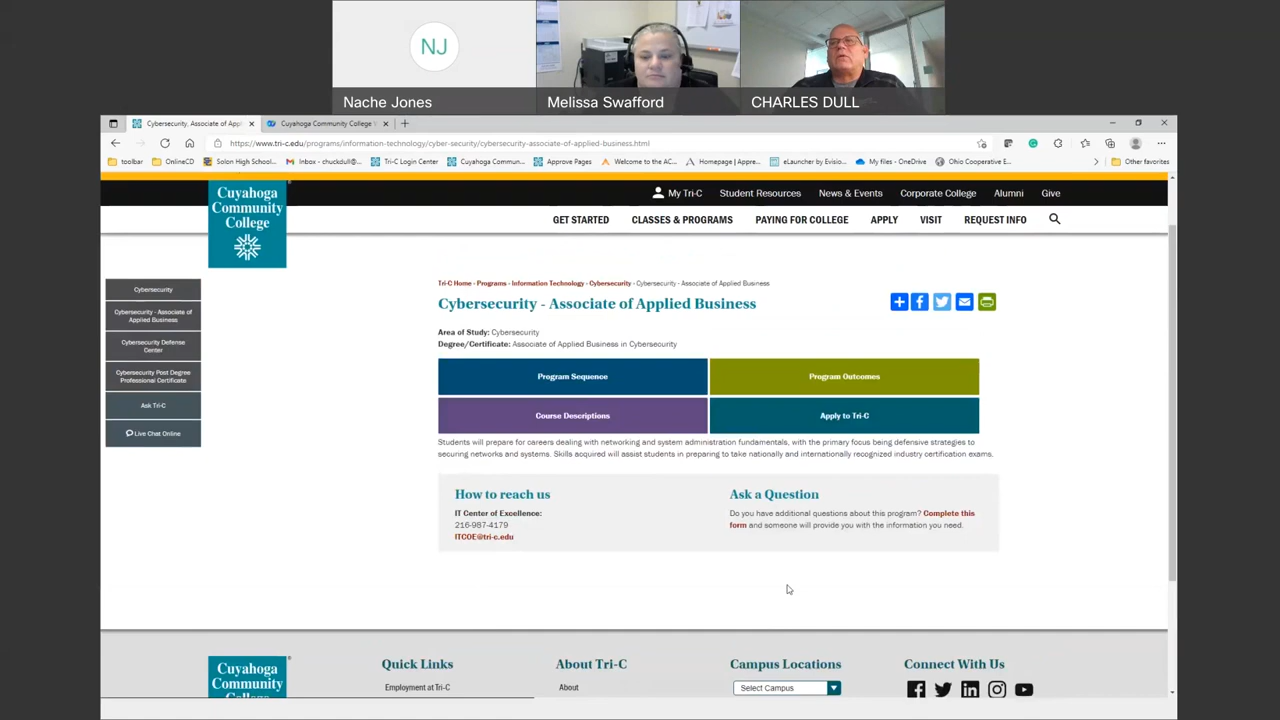 NJ
Nache Jones
Melissa Swafford
CHARLES DULL
Cybersecurity, Associate of Appl
Cuyahoga Community College
https://www.tri-c.edu/programs/information-technology/cyber-security/cybersecurity-associate-of-applied-business.html
toolbar
OnlineCD
Solon High School...
Inbox - chuckdull@...
Tri-C Login Center
Cuyahoga Commun...
Approve Pages
Welcome to the AC...
Homepage | Appre...
eLauncher by Evisio...
My files - OneDrive
Ohio Cooperative E...
Other favorites
Cuyahoga
Community
College
My Tri-C
Student Resources
News & Events
Corporate College
Alumni
Give
GET STARTED
CLASSES & PROGRAMS
PAYING FOR COLLEGE
APPLY
VISIT
REQUEST INFO
Cybersecurity
Cybersecurity - Associate of
Applied Business
Cybersecurity Defense
Center
Cybersecurity Post Degree
Professional Certificate
Ask Tri-C
Live Chat Online
Tri-C Home › Programs › Information Technology › Cybersecurity › Cybersecurity - Associate of Applied Business
Cybersecurity - Associate of Applied Business
Area of Study: Cybersecurity
Degree/Certificate: Associate of Applied Business in Cybersecurity
Program Sequence
Program Outcomes
Course Descriptions
Apply to Tri-C
Students will prepare for careers dealing with networking and system administration fundamentals, with the primary focus being defensive strategies to
securing networks and systems. Skills acquired will assist students in preparing to take nationally and internationally recognized industry certification exams.
How to reach us
IT Center of Excellence:
216-987-4179
ITCOE@tri-c.edu
Ask a Question
Do you have additional questions about this program? Complete this
form and someone will provide you with the information you need.
Cuyahoga
Community
Quick Links
Employment at Tri-C
About Tri-C
About
Campus Locations
Select Campus
Connect With Us